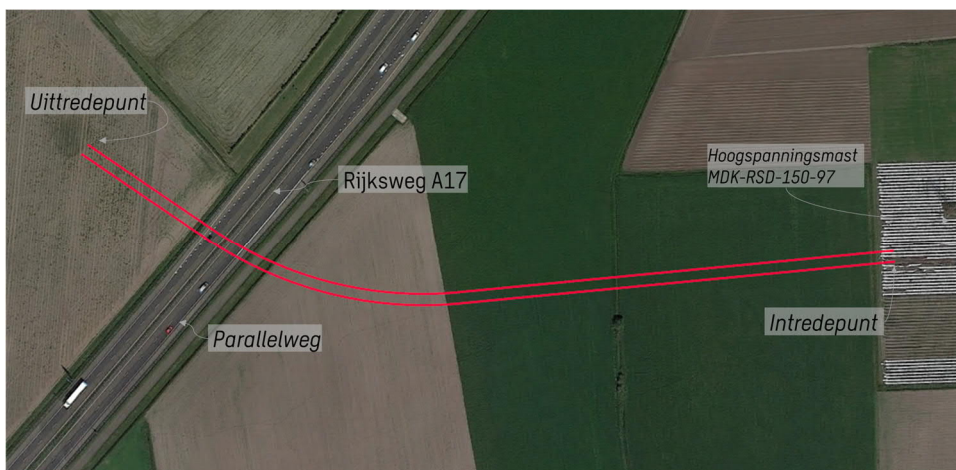 Uittredepunt
Rijksweg A17
Hoogspanningsmast
MDK-RSD-150-97
Intredepunt
Parallelweg